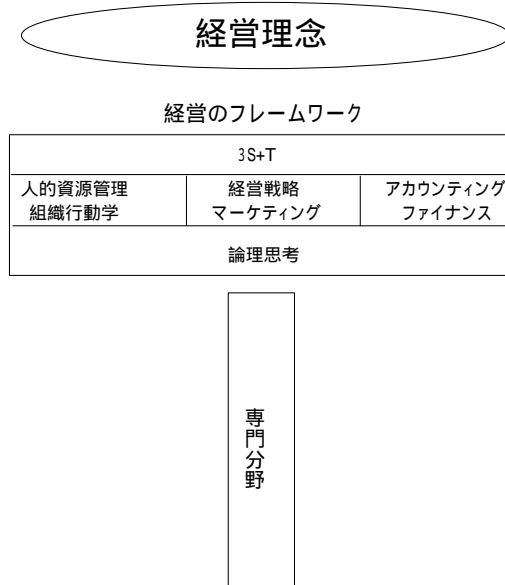 経営理念
経営のフレームワーク
3S+T
人的資源管理
組織行動学
経営戦略
マーケティング
アカウンティング
ファイナンス
論理思考
専門分野